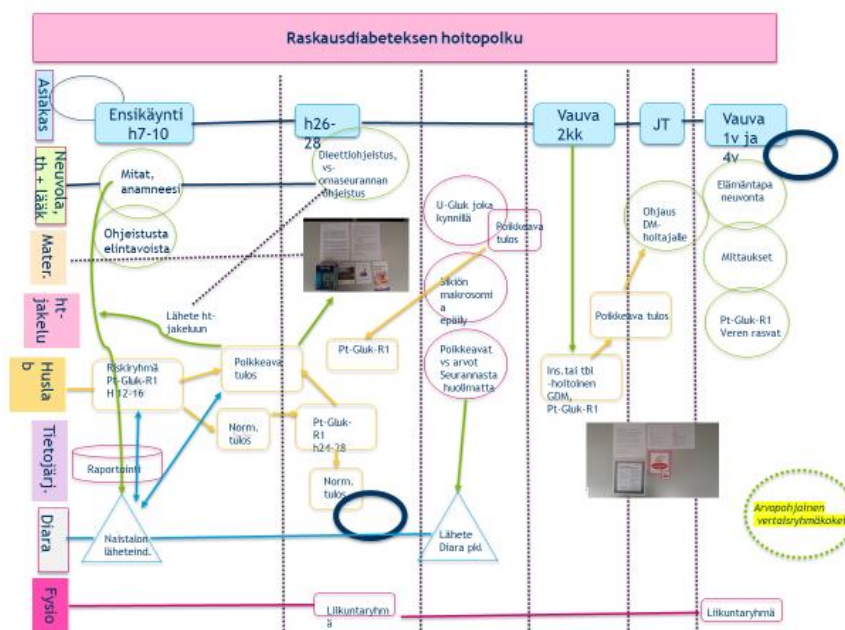 Raskausdiabeteksen hoitopolku
Asiakas
Ensikäynti
h7-10
h26-
28
Vauva
2kk
JT
Vauva
1v ja
4v
Neuvola,
th + lääk
Mitat,
anamneesi
Dieettiohjeistus,
vs-
omaseurannan
ohjeistus
U-Gluk joka
kynnillä
Poikkeava
tulos
Ohjaus
DM-
hoitajalle
Elämäntapa
neuvonta
Ohjeistusta
elintavoista
Mater.
Sikiön
makrosomi
a
epäily
Mittaukset
ht-
jakelu
Lähete ht-
jakeluun
Poikkeava tulos
Pt-Gluk-R1
Veren rasvat
Husla
b
Riskiryhmä
Pt-Gluk-R1
H 12-16
Poikkeava
tulos
Pt-Gluk-R1
Poikkeavat
vs arvot
Seurannasta
huolimatta
Ins.tai tbl
-hoitoinen
GDM,
Pt-Gluk-R1
Norm.
tulos
Pt-Gluk-
R1
h24-28
Tietojärj.
Raportointi
Norm.
tulos
Arvopohjainen
Diara
Naistalon
läheteind.
Lähete
Diara pkl
Fysio
Liikuntaryhm
ä
Liikuntaryhmä